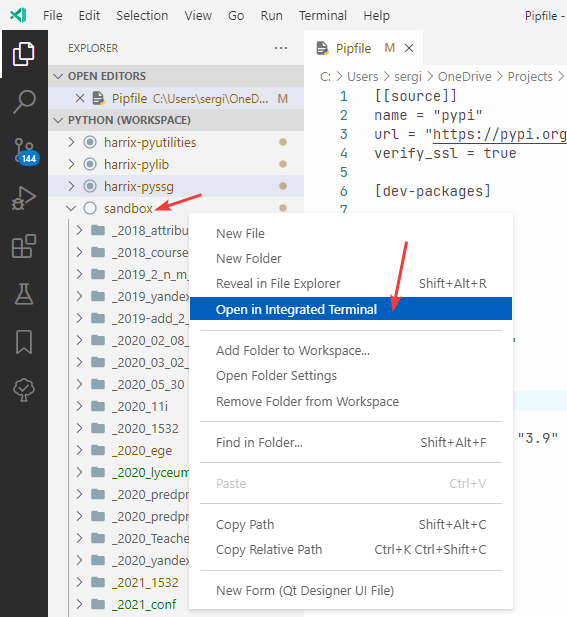 File Edit Selection View Go Run Terminal Help Pipfile -
EXPLORER ···
Pipfile M
OPEN EDITORS
Pipfile C:\Users\sergi\OneD... M
C: > Users > sergi > OneDrive > Projects >
PYTHON (WORKSPACE)
harrix-pyutilities
harrix-pylib
harrix-pyssg
sandbox
144
1 [[source]]
2 name = "pypi"
3 url = "https://pypi.org
4 verify_ssl = true
5
6 [dev-packages]
7
"
"3.9"
_2018_attribu
_2018_course
_2019_2_n_m_
_2019_yandex
_2019-add_2_
_2020_02_08_
_2020_03_02_
_2020_05_30
_2020_11i
_2020_1532
_2020_ege
_2020_lyceum
_2020_predpr
_2020_predpr
_2020_Teache
_2020_yandex
_2021_1532
_2021_conf
New File
New Folder
Reveal in File Explorer Shift+Alt+R
Open in Integrated Terminal
Add Folder to Workspace...
Open Folder Settings
Remove Folder from Workspace
Find in Folder... Shift+Alt+F
Paste Ctrl+V
Copy Path Shift+Alt+C
Copy Relative Path Ctrl+K Ctrl+Shift+C
New Form (Qt Designer UI File)